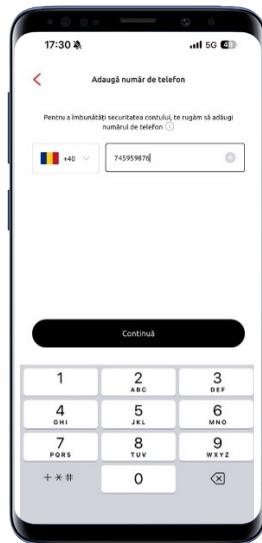 17:30
5G 43
Adaugă număr de telefon
Pentru a îmbunătăți securitatea contului, te rugăm să adăugi
numărul de telefon
+40
745959876
Continuă
1
2 ABC
3 DEF
4 GHI
5 JKL
6 MNO
7 PQRS
8 TUV
9 WXYZ
+ * #
0